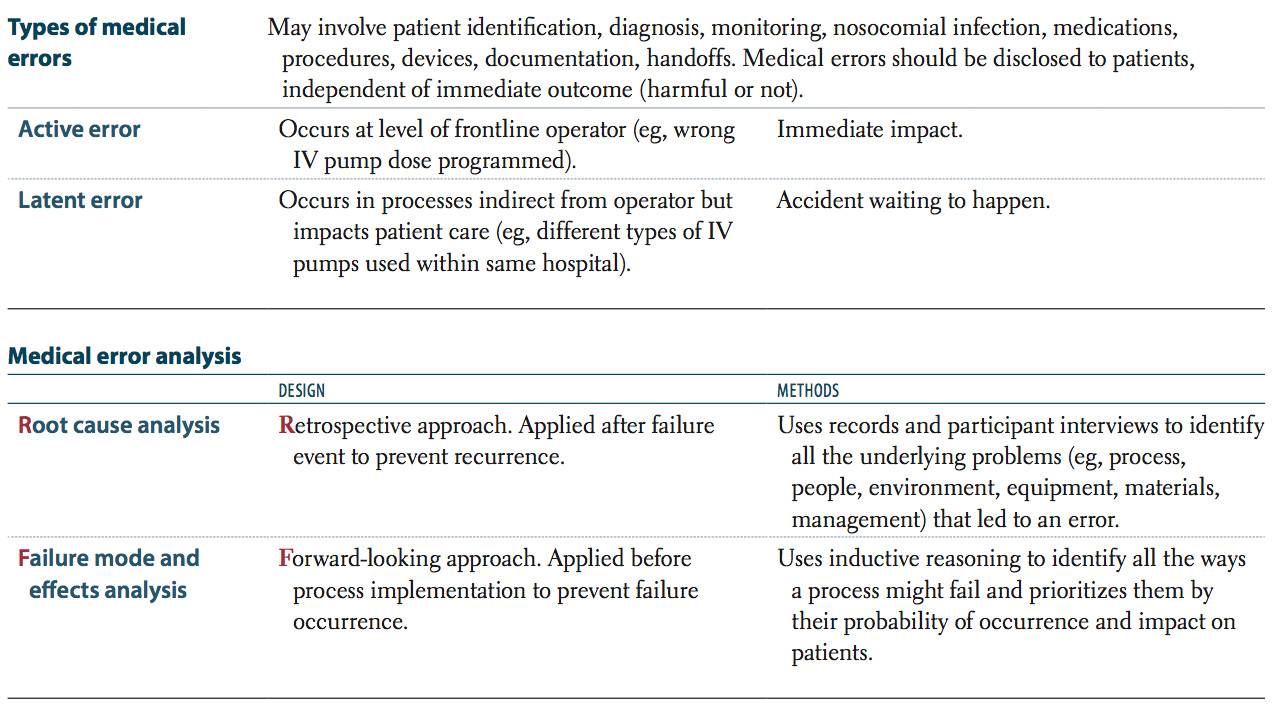 Types of medical errors
May involve patient identification, diagnosis, monitoring, nosocomial infection, medications,
procedures, devices, documentation, handoffs. Medical errors should be disclosed to patients,
independent of immediate outcome (harmful or not).
Active error
Occurs at level of frontline operator (eg, wrong
IV pump dose programmed).
Immediate impact.
Latent error
Occurs in processes indirect from operator but
impacts patient care (eg, different types of IV
pumps used within same hospital).
Accident waiting to happen.
Medical error analysis
DESIGN
METHODS
Root cause analysis
Retrospective approach. Applied after failure
event to prevent recurrence.
Uses records and participant interviews to identify
all the underlying problems (eg, process,
people, environment, equipment, materials,
management) that led to an error.
Failure mode and
effects analysis
Forward-looking approach. Applied before
process implementation to prevent failure
occurrence.
Uses inductive reasoning to identify all the ways
a process might fail and prioritizes them by
their probability of occurrence and impact on
patients.